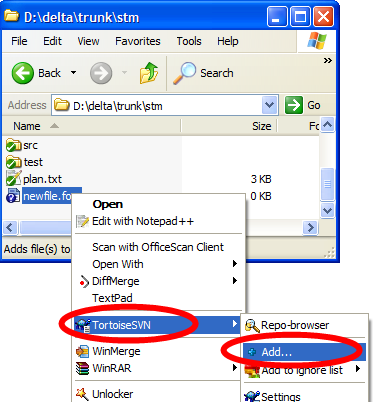 D:\delta\trunk\stm
File Edit View Favorites Tools Help
Back Search
Address D:\delta\trunk\stm Go
Name Size
src
test
plan.txt 3 KB
newfile.fo 0 KB
Adds file(s) to
Open
Edit with Notepad++
Scan with OfficeScan Client
Open With
DiffMerge
TextPad
TortoiseSVN
WinMerge
WinRAR
Unlocker
Repo-browser
Add...
Add to ignore list
Settings